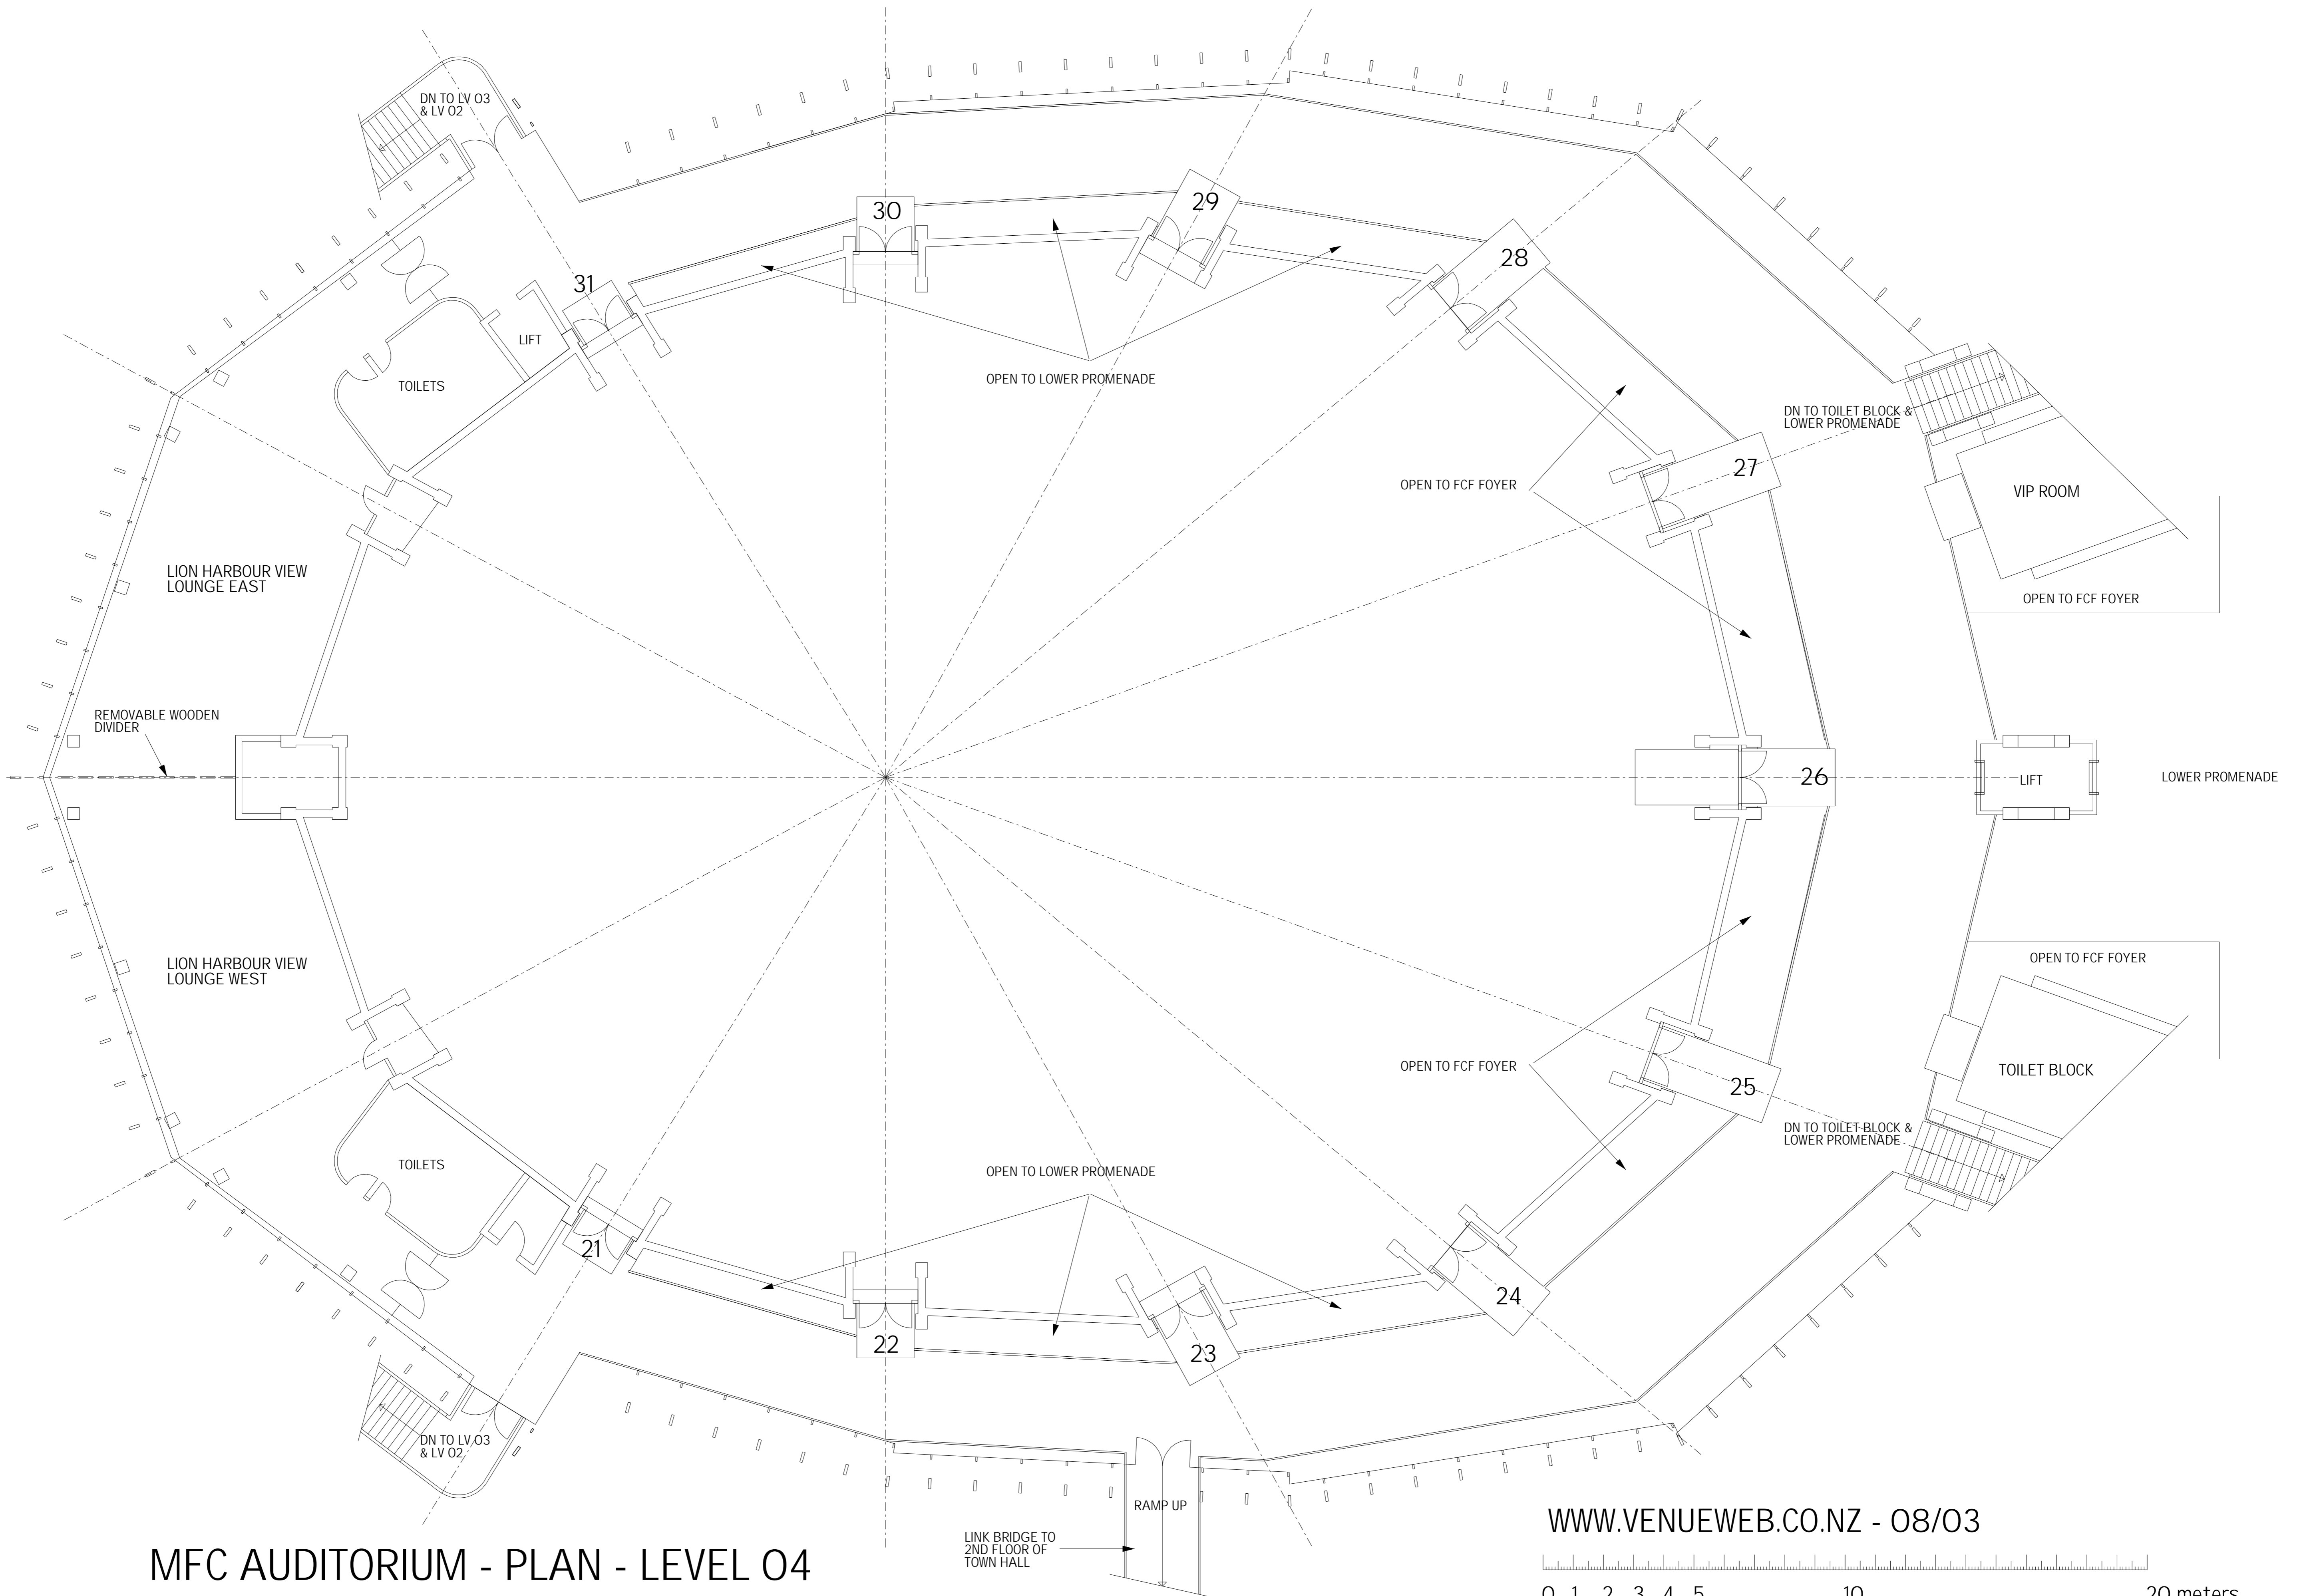 DN TO LV 03
& LV 02
30
29
28
31
LIFT
TOILETS
OPEN TO LOWER PROMENADE
DN TO TOILET BLOCK &
LOWER PROMENADE
27
OPEN TO FCF FOYER
VIP ROOM
OPEN TO FCF FOYER
LION HARBOUR VIEW
LOUNGE EAST
REMOVABLE WOODEN
DIVIDER
26
LIFT
LOWER PROMENADE
LION HARBOUR VIEW
LOUNGE WEST
OPEN TO FCF FOYER
OPEN TO FCF FOYER
TOILET BLOCK
25
DN TO TOILET BLOCK &
LOWER PROMENADE
TOILETS
OPEN TO LOWER PROMENADE
21
24
22
23
DN TO LV 03
& LV 02
RAMP UP
LINK BRIDGE TO
2ND FLOOR OF
TOWN HALL
WWW.VENUEWEB.CO.NZ - 08/03
MFC AUDITORIUM - PLAN - LEVEL 04
0 1 2 3 4 5 10 20 meters